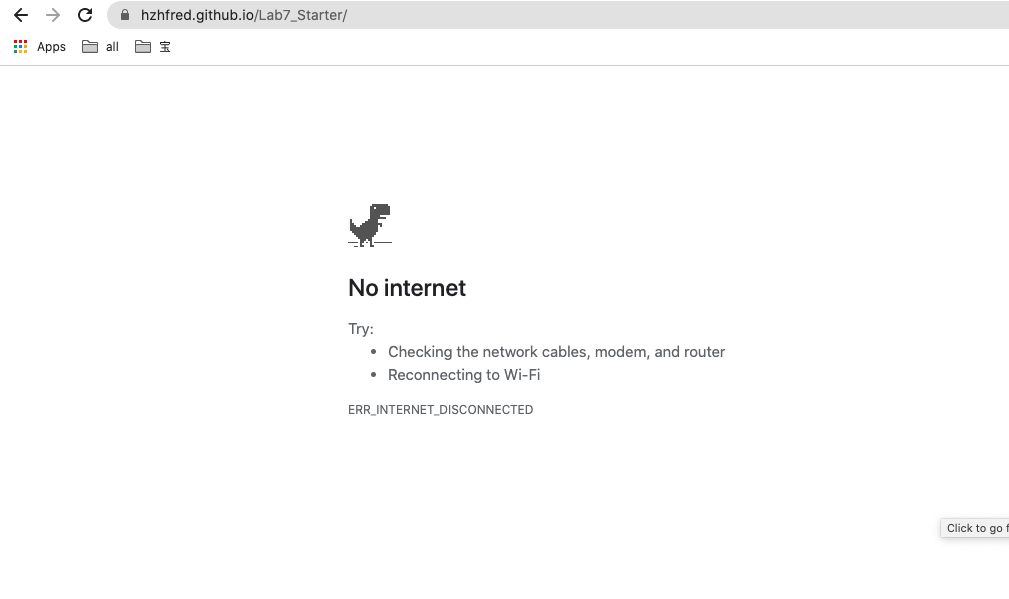 hzhfred.github.io/Lab7_Starter/
Apps all 宝
No internet
Try:
• Checking the network cables, modem, and router
• Reconnecting to Wi-Fi
ERR_INTERNET_DISCONNECTED
Click to go f